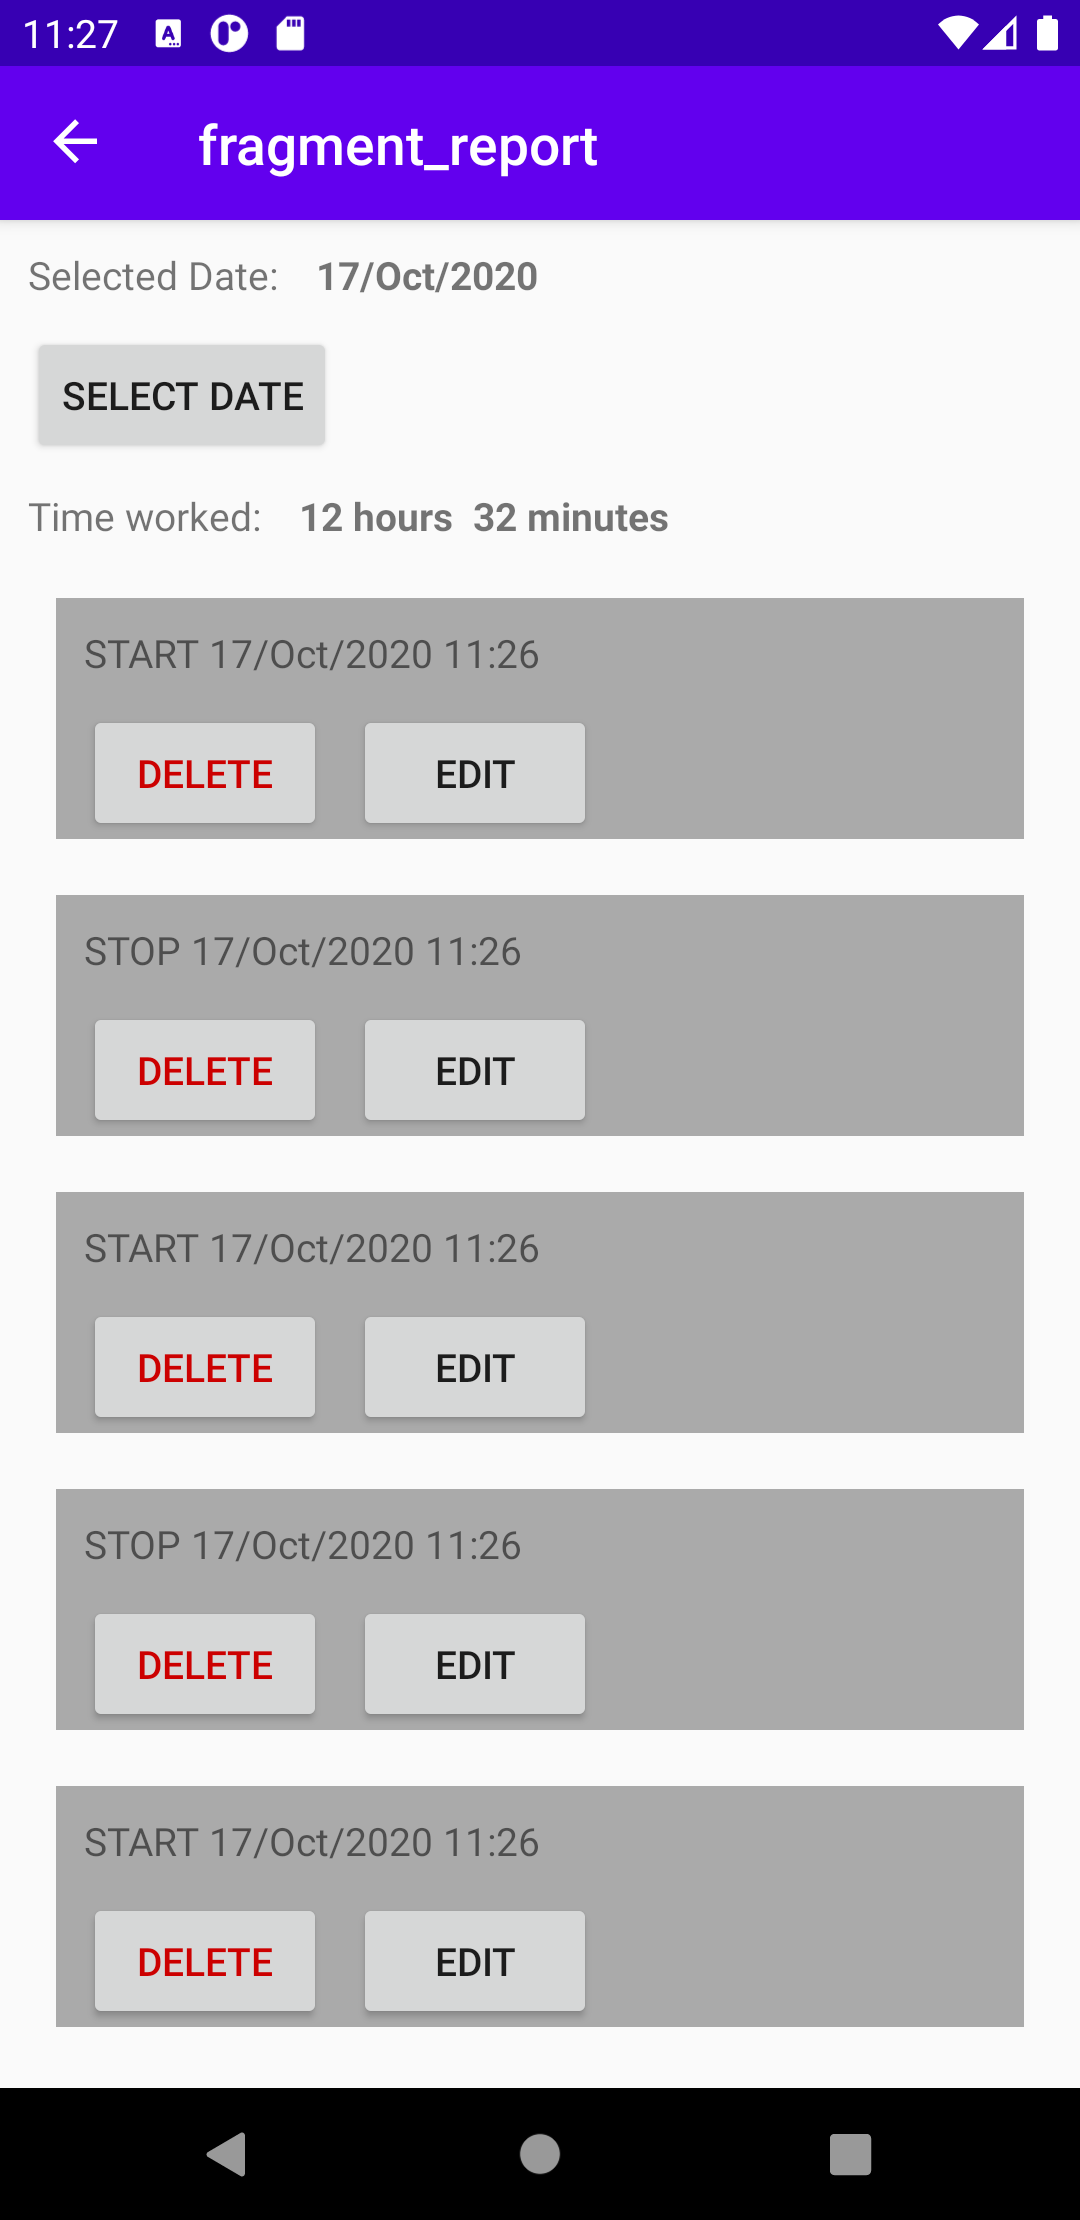 11:27
fragment_report
Selected Date: 17/Oct/2020
SELECT DATE
Time worked: 12 hours 32 minutes
START 17/Oct/2020 11:26
DELETE EDIT
STOP 17/Oct/2020 11:26
DELETE EDIT
START 17/Oct/2020 11:26
DELETE EDIT
STOP 17/Oct/2020 11:26
DELETE EDIT
START 17/Oct/2020 11:26
DELETE EDIT